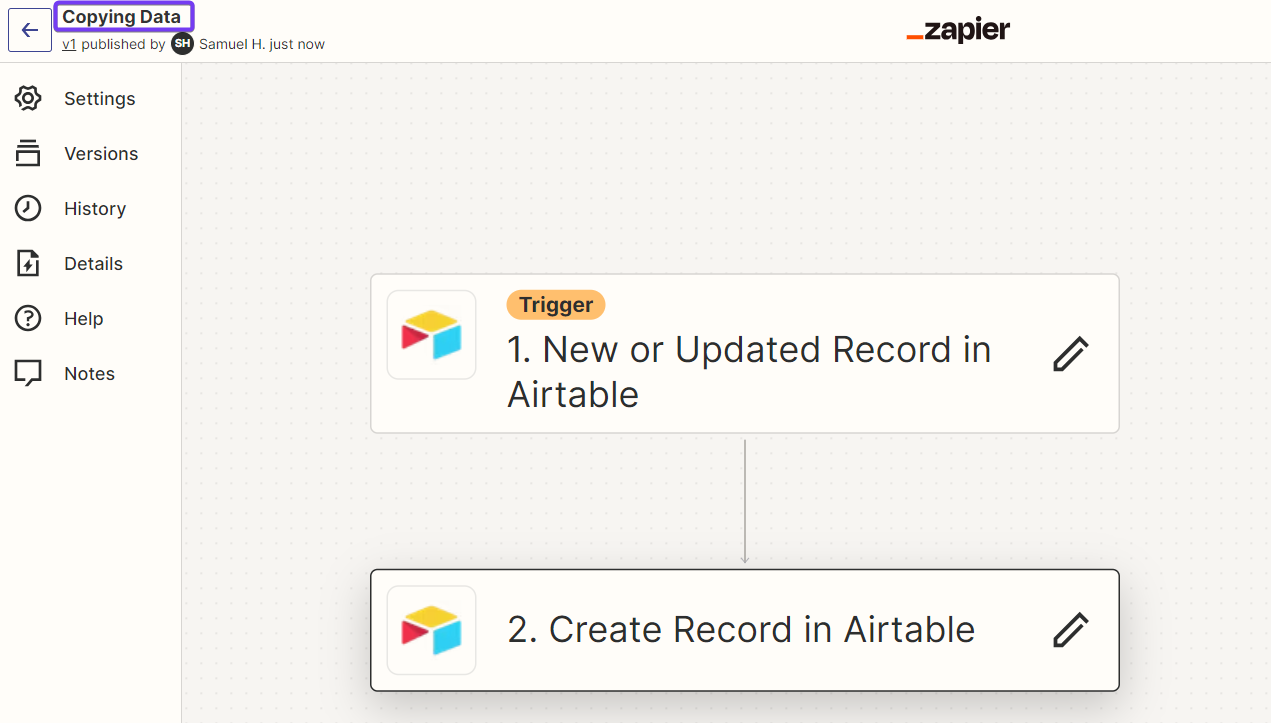 Copying Data
v1 published by SH Samuel H. just now
zapier
Settings
Versions
History
Details
Help
Notes
Trigger
1. New or Updated Record in
Airtable
2. Create Record in Airtable